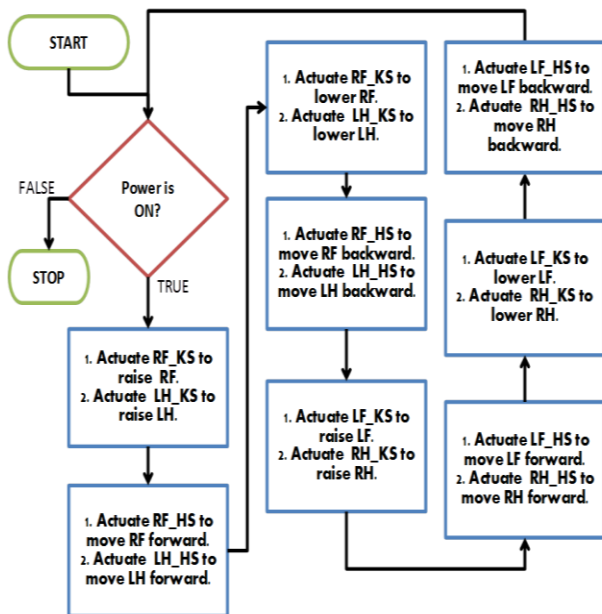 START
Power is
ON?
FALSE
STOP
TRUE
1. Actuate RF_KS to
raise RF.
2. Actuate LH_KS to
raise LH.
1. Actuate RF_HS to
move RF forward.
2. Actuate LH_HS to
move LH forward.
1. Actuate RF_KS to
lower RF.
2. Actuate LH_KS to
lower LH.
1. Actuate RF_HS to
move RF backward.
2. Actuate LH_HS to
move LH backward.
1. Actuate LF_KS to
raise LF.
2. Actuate RH_KS to
raise RH.
1. Actuate LF_HS to
move LF forward.
2. Actuate RH_HS to
move RH forward.
1. Actuate LF_KS to
lower LF.
2. Actuate RH_KS to
lower RH.
1. Actuate LF_HS to
move LF backward.
2. Actuate RH_HS to
move RH
backward.